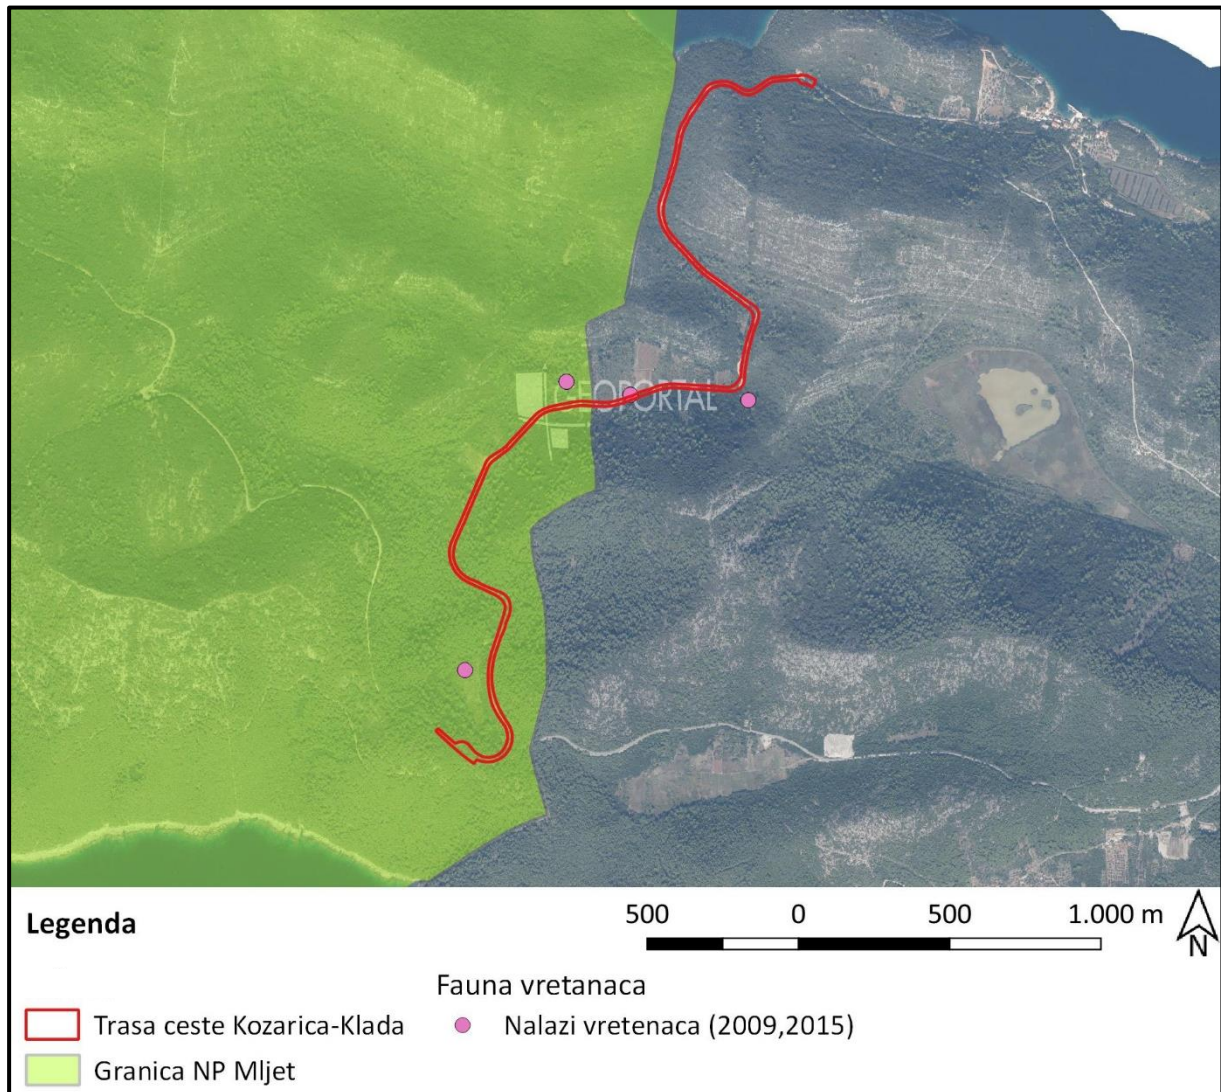 GEOPORTAL
Legenda
500 0 500 1.000 m
N
Fauna vretanaca
Trasa ceste Kozarica-Klada
Nalazi vretenaca (2009,2015)
Granica NP Mljet